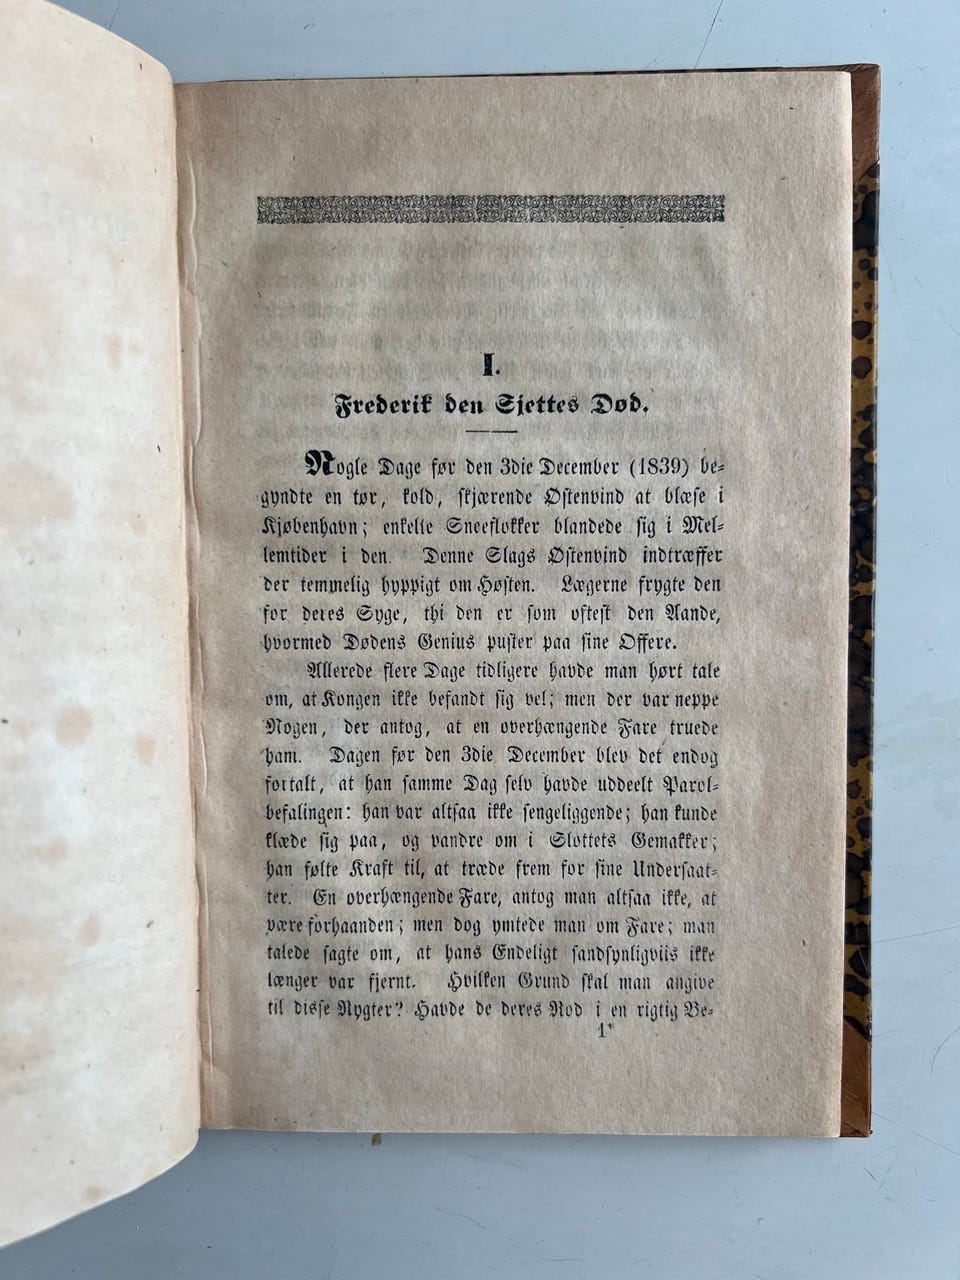 I.
Frederik den Sjettes Død.
Nogle Dage før den 3die December (1839) be-
gyndte en tør, kold, skjærende Østenvind at blæse i
Kjøbenhavn; enkelte Sneeflokker blandede sig i Mel-
lemtider i den. Denne Slags Østenvind indtræffer
her temmelig hyppigt om Høsten. Lægerne frygte den
for deres Syge, thi den er som oftest den Aande,
hvormed Dødens Genius puster paa sine Offere.
Allerede flere Dage tidligere havde man hørt tale
om, at Kongen ikke befandt sig vel; men der var neppe
Nogen, der antog, at en overhængende Fare truede
ham. Dagen før den 3die December blev det endog
fortalt, at han samme Dag selv havde uddeelt Parol-
befalingen: han var altsaa ikke sengeliggende; han kunde
klæde sig paa, og vandre om i Slottets Gemakker;
han følte Kraft til, at træde frem for sine Undersaat-
ter. En overhængende Fare, antog man altsaa ikke, at
være forhaanden; men dog ymtede man om Fare; man
talede sagte om, at hans Endeligt sandsynligviis ikke
længer var fjernt. Hvilken Grund skal man angive
til disse Rygter? Havde de deres Rod i en rigtig Be-
1*